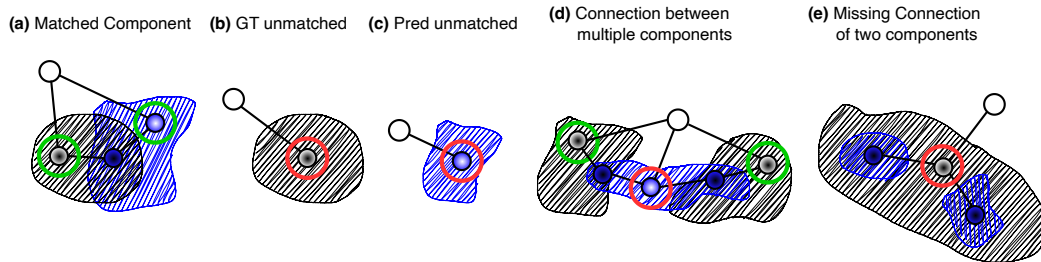 (a) Matched Component
(b) GT unmatched
(c) Pred unmatched
(d) Connection between
multiple components
(e) Missing Connection
of two components